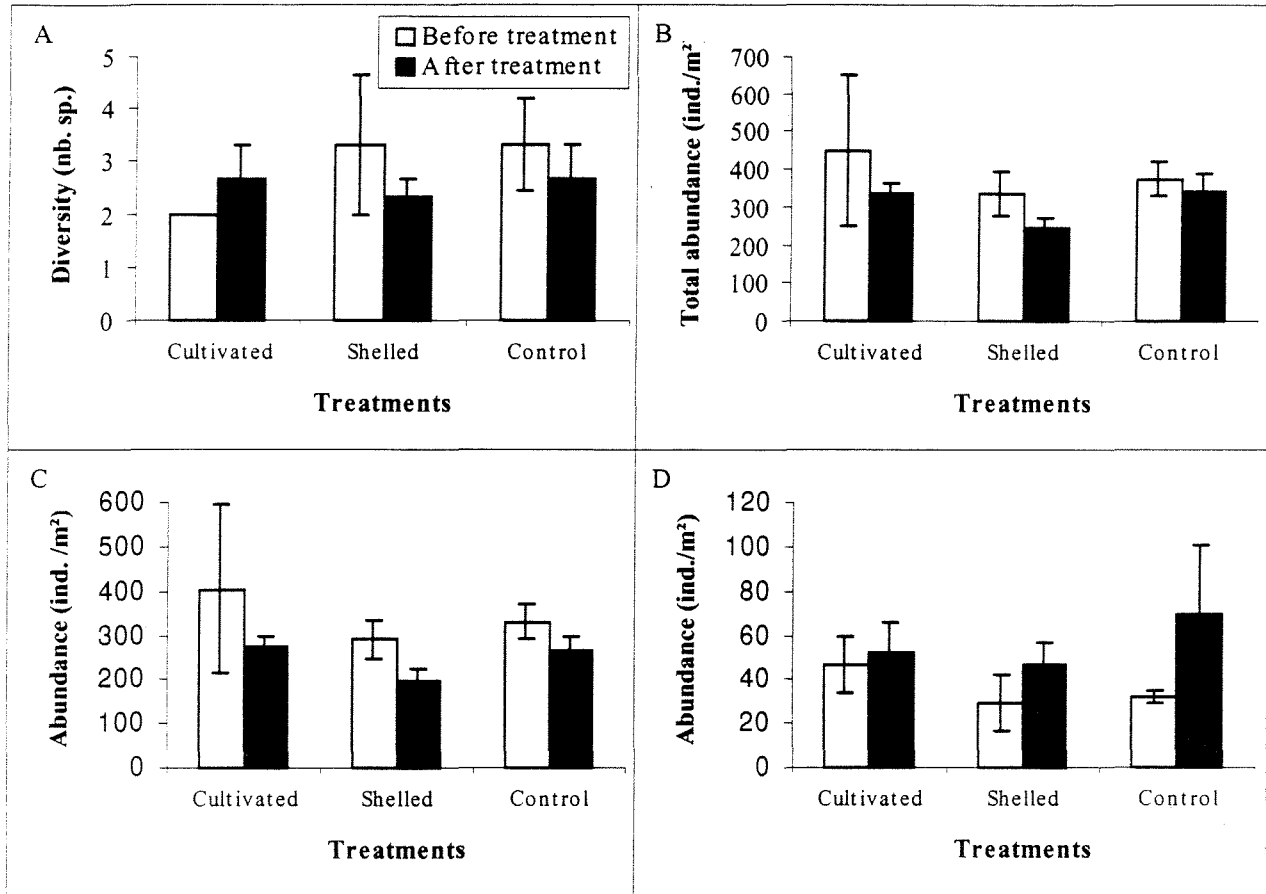 A
Before treatment
After treatment
Diversity (nb. sp.)
5
4
3
2
1
0
Cultivated Shelled Control
Treatments
B
Total abundance (ind./m²)
700
600
500
400
300
200
100
0
Cultivated Shelled Control
Treatments
C
Abundance (ind. /m²)
600
500
400
300
200
100
0
Cultivated Shelled Control
Treatments
D
Abundance (ind./m²)
120
100
80
60
40
20
0
Cultivated Shelled Control
Treatments